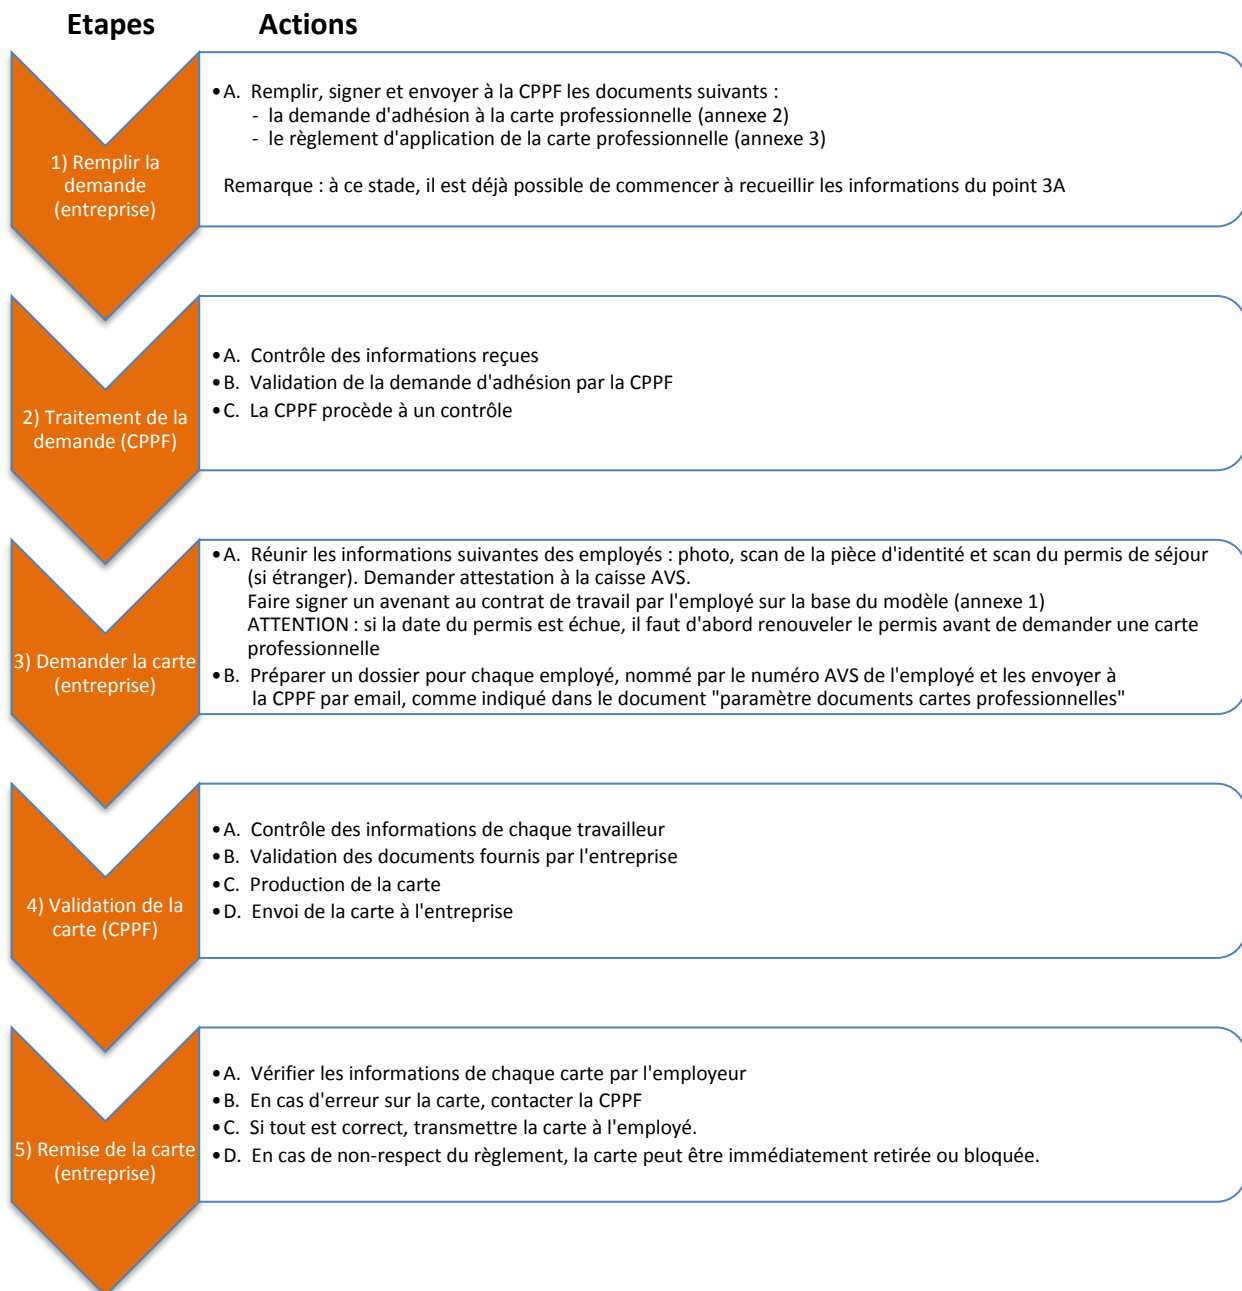 Etapes
Actions
1) Remplir la
demande
(entreprise)
•A. Remplir, signer et envoyer à la CPPF les documents suivants :
- la demande d'adhésion à la carte professionnelle (annexe 2)
- le règlement d'application de la carte professionnelle (annexe 3)
Remarque : à ce stade, il est déjà possible de commencer à recueillir les informations du point 3A
2) Traitement de la
demande (CPPF)
•A. Contrôle des informations reçues
•B. Validation de la demande d'adhésion par la CPPF
•C. La CPPF procède à un contrôle
3) Demander la carte
(entreprise)
•A. Réunir les informations suivantes des employés : photo, scan de la pièce d'identité et scan du permis de séjour
(si étranger). Demander attestation à la caisse AVS.
Faire signer un avenant au contrat de travail par l'employé sur la base du modèle (annexe 1)
ATTENTION : si la date du permis est échue, il faut d'abord renouveler le permis avant de demander une carte
professionnelle
•B. Préparer un dossier pour chaque employé, nommé par le numéro AVS de l'employé et les envoyer à
la CPPF par email, comme indiqué dans le document "paramètre documents cartes professionnelles"
4) Validation de la
carte (CPPF)
•A. Contrôle des informations de chaque travailleur
•B. Validation des documents fournis par l'entreprise
•C. Production de la carte
•D. Envoi de la carte à l'entreprise
5) Remise de la carte
(entreprise)
•A. Vérifier les informations de chaque carte par l'employeur
•B. En cas d'erreur sur la carte, contacter la CPPF
•C. Si tout est correct, transmettre la carte à l'employé.
•D. En cas de non-respect du règlement, la carte peut être immédiatement retirée ou bloquée.